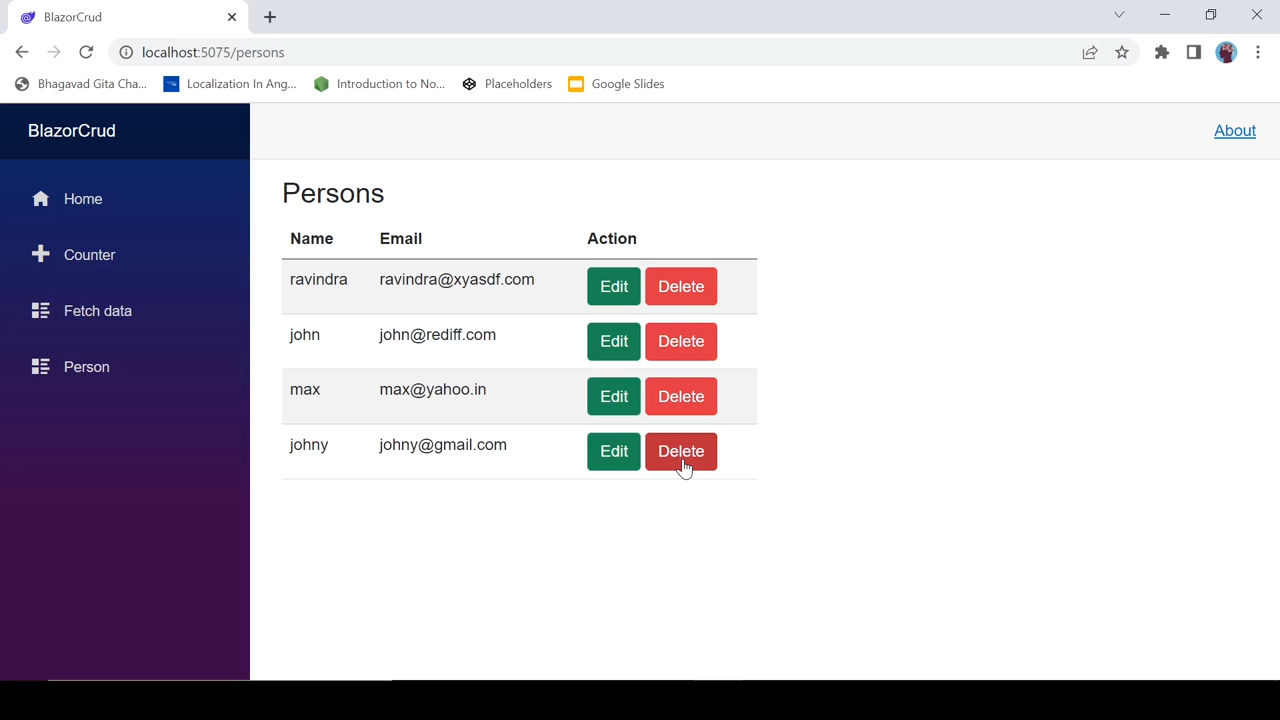 BlazorCrud
localhost:5075/persons
Bhagavad Gita Cha... Localization In Ang... Introduction to No... Placeholders Google Slides
BlazorCrud
About
Home
Counter
Fetch data
Person
Persons
Name Email Action
ravindra ravindra@xyasdf.com Edit Delete
john john@rediff.com Edit Delete
max max@yahoo.in Edit Delete
johny johny@gmail.com Edit Delete